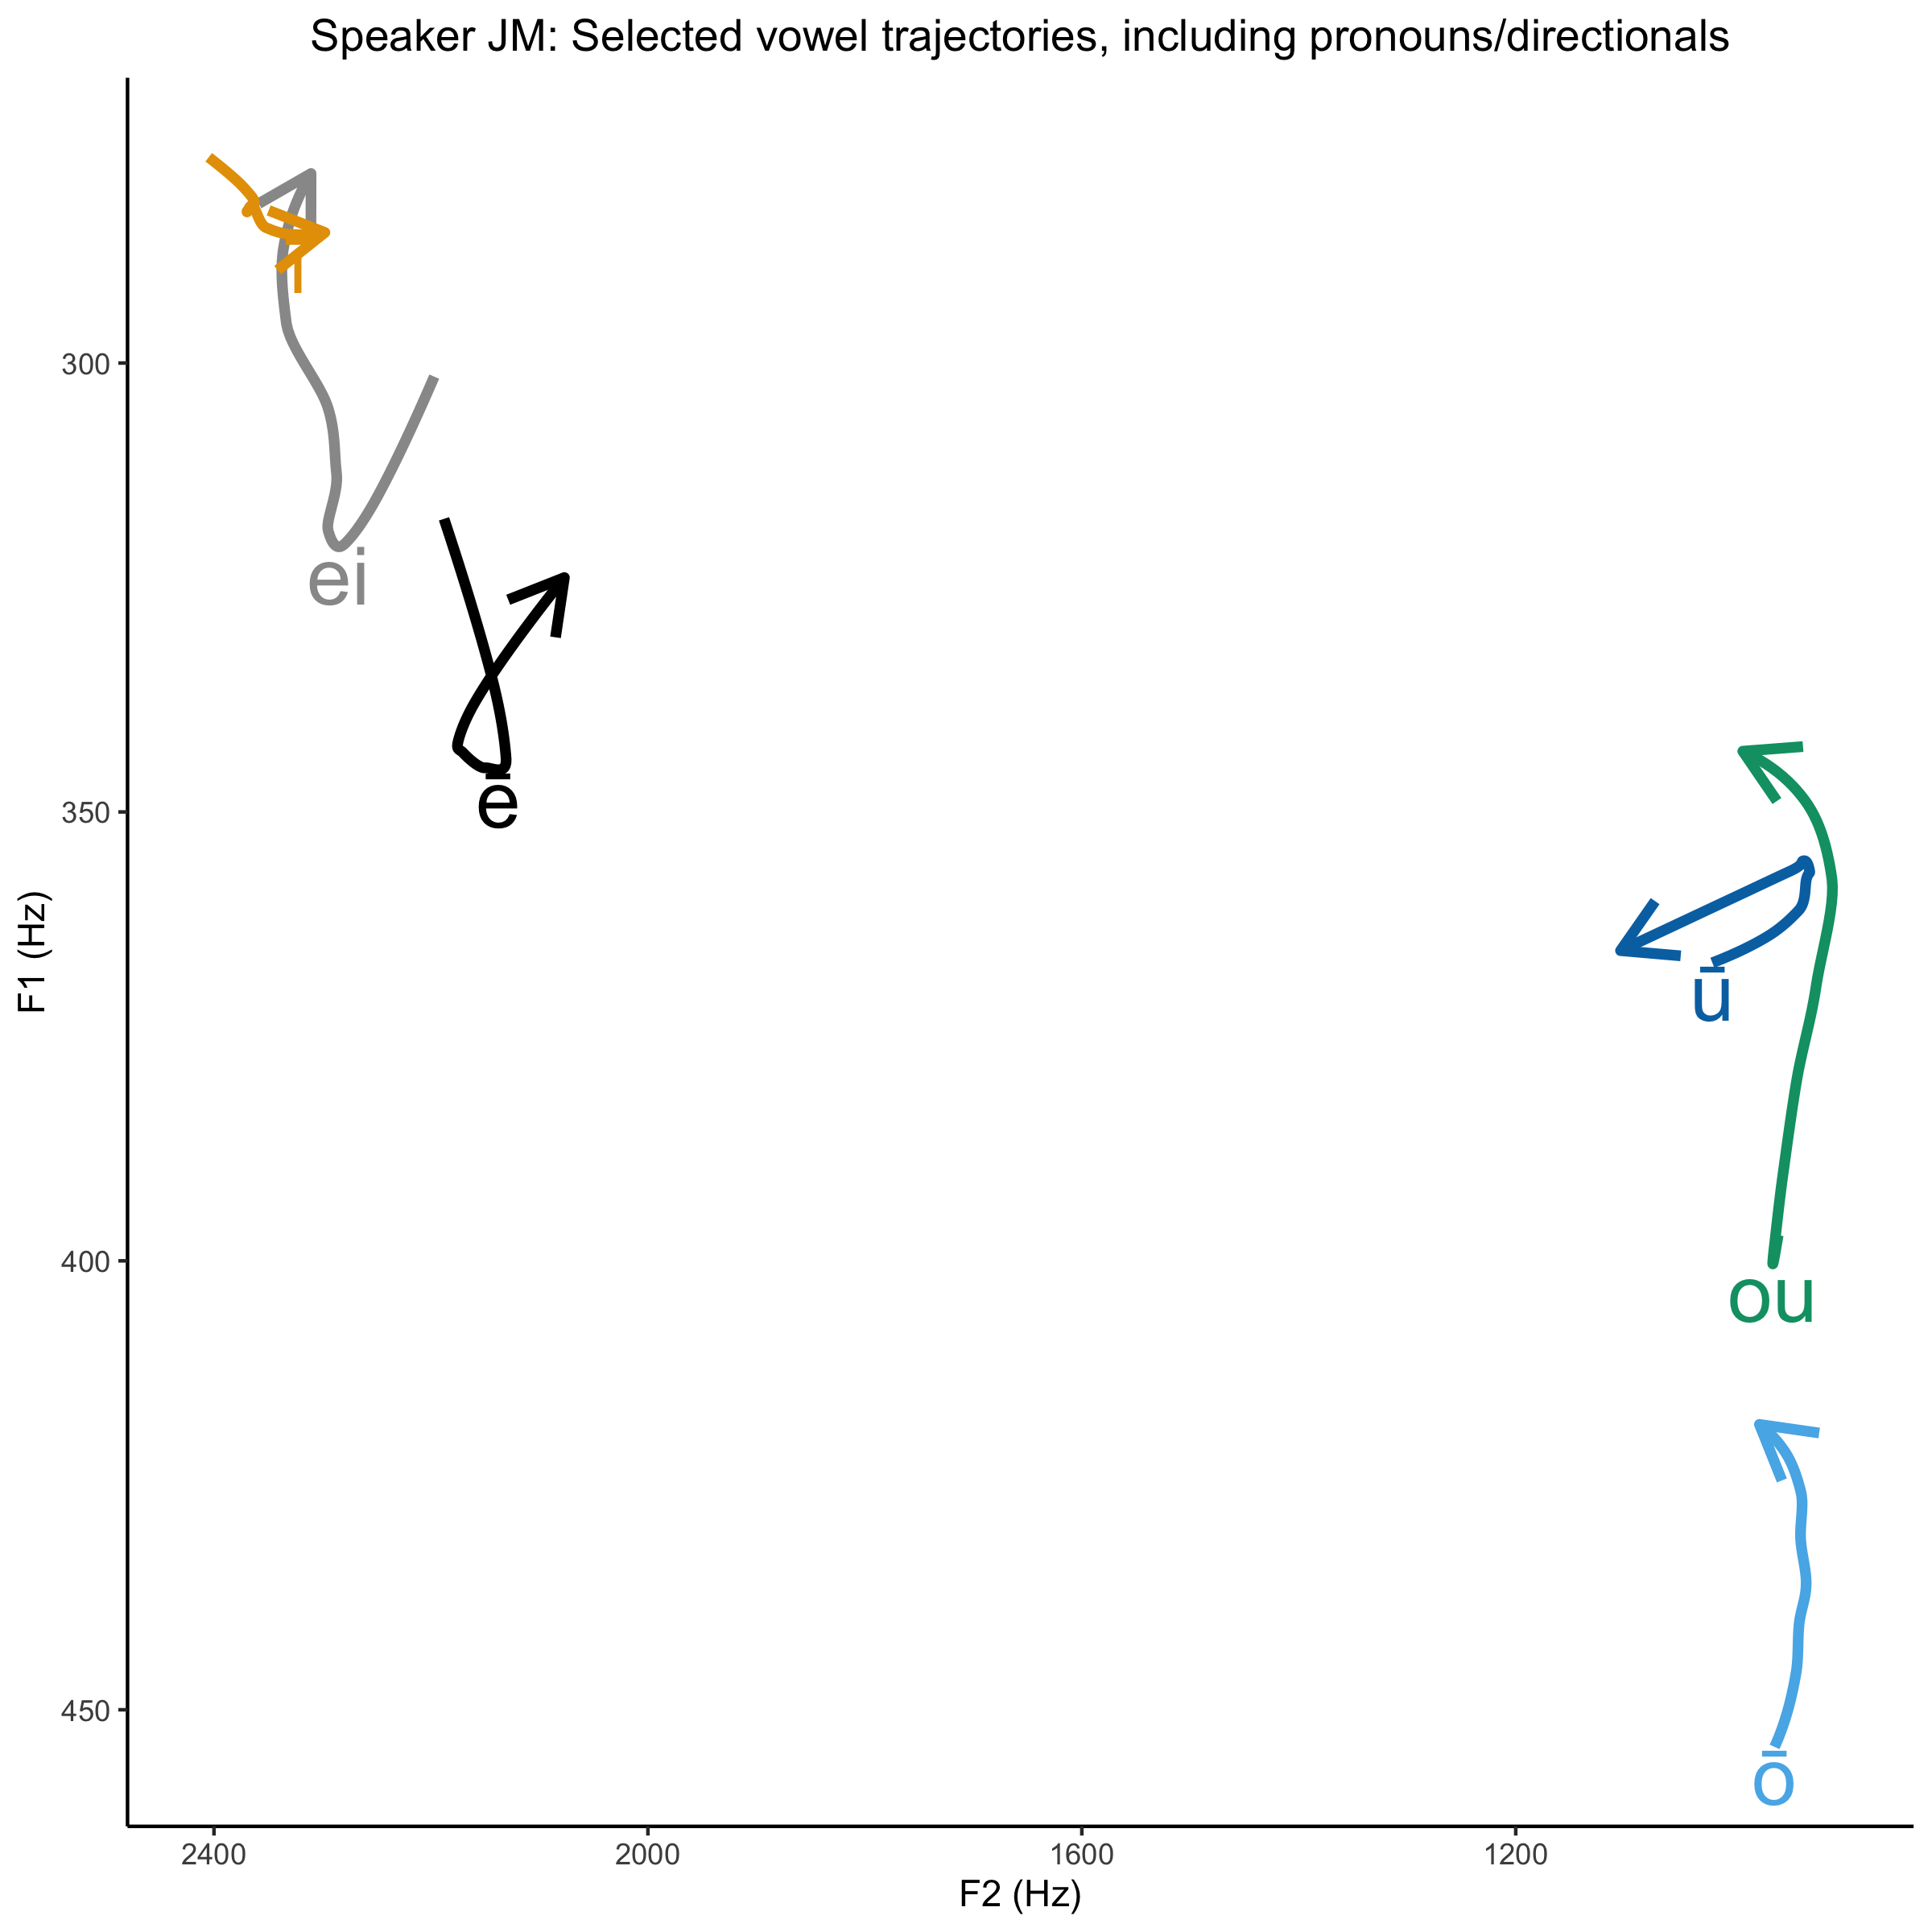 Speaker JM: Selected vowel trajectories, including pronouns/directionals
ī
300
ei
ē
350
F1 (Hz)
ū
400
ou
450
ō
2400 2000 1600 1200
F2 (Hz)